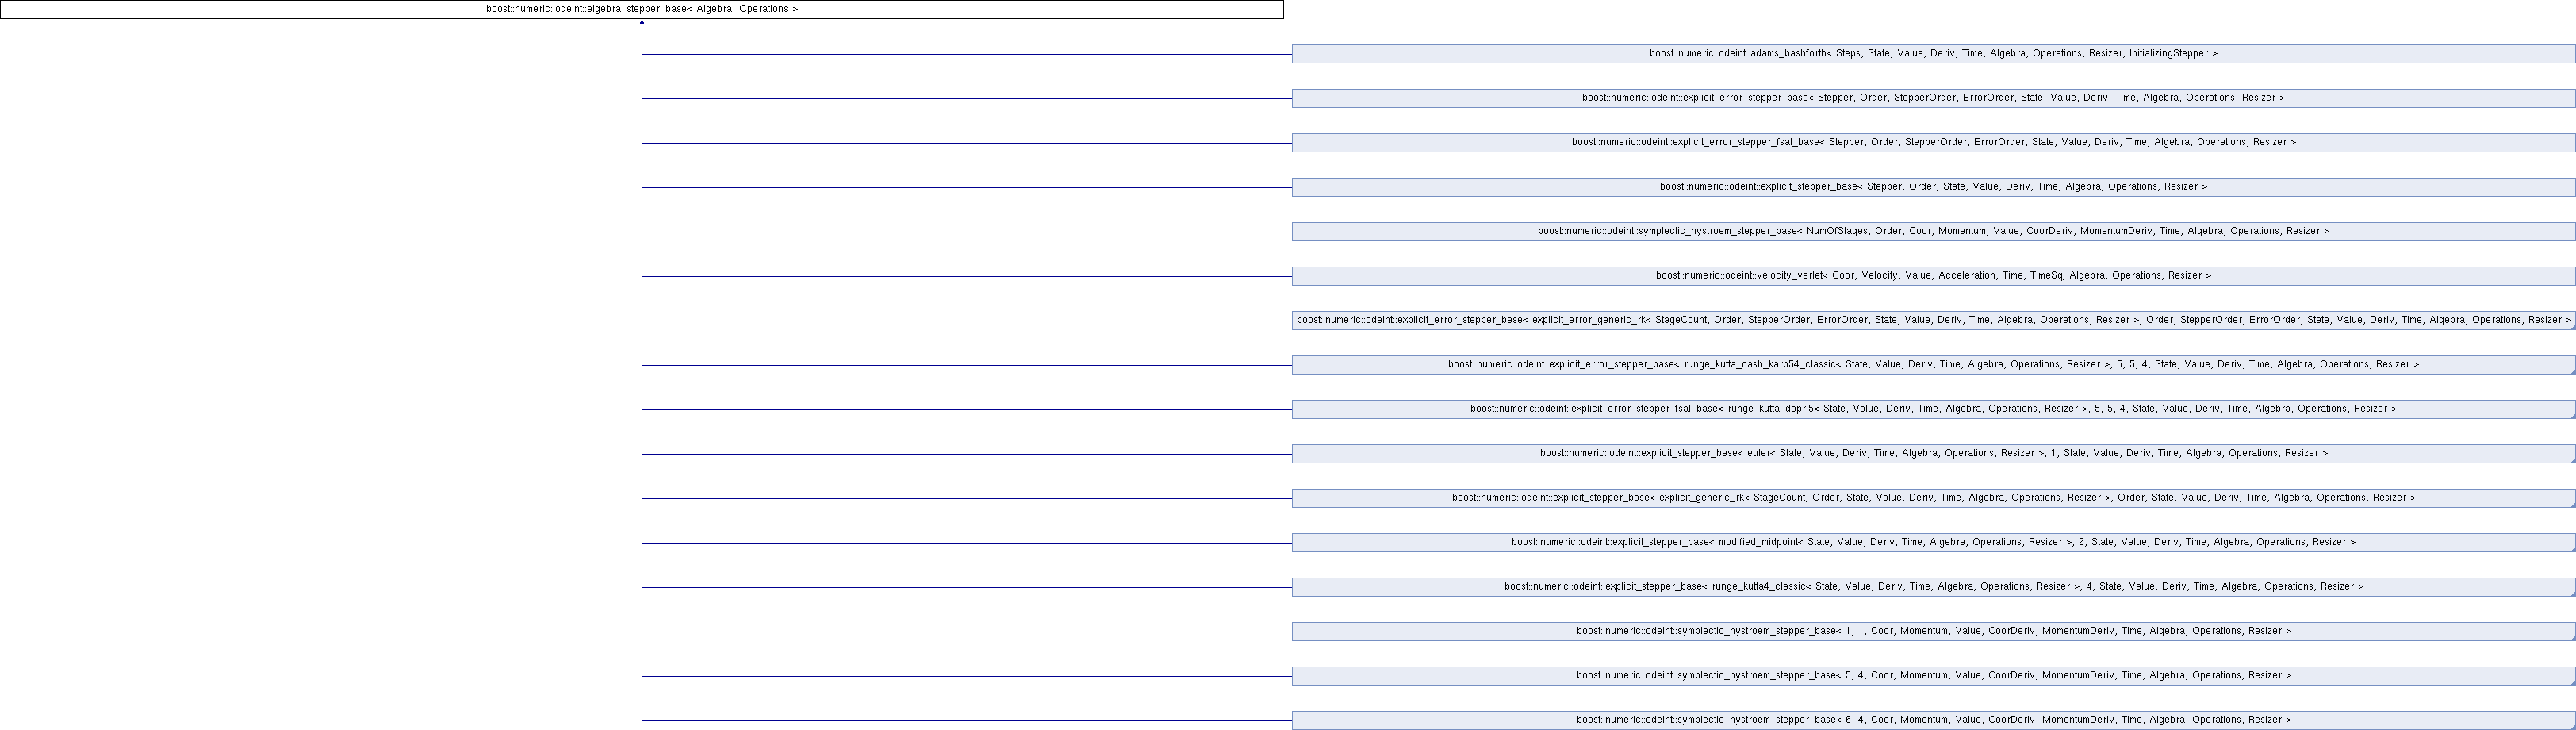 boost::numeric::odeint::algebra_stepper_base< Algebra, Operations >
boost::numeric::odeint::adams_bashforth< Steps, State, Value, Deriv, Time, Algebra, Operations, Resizer, InitializingStepper >
boost::numeric::odeint::explicit_error_stepper_base< Stepper, Order, StepperOrder, ErrorOrder, State, Value, Deriv, Time, Algebra, Operations, Resizer >
boost::numeric::odeint::explicit_error_stepper_fsal_base< Stepper, Order, StepperOrder, ErrorOrder, State, Value, Deriv, Time, Algebra, Operations, Resizer >
boost::numeric::odeint::explicit_stepper_base< Stepper, Order, State, Value, Deriv, Time, Algebra, Operations, Resizer >
boost::numeric::odeint::symplectic_nystroem_stepper_base< NumOfStages, Order, Coor, Momentum, Value, CoorDeriv, MomentumDeriv, Time, Algebra, Operations, Resizer >
boost::numeric::odeint::velocity_verlet< Coor, Velocity, Value, Acceleration, Time, TimeSq, Algebra, Operations, Resizer >
boost::numeric::odeint::explicit_error_stepper_base< explicit_error_generic_rk< StageCount, Order, StepperOrder, ErrorOrder, State, Value, Deriv, Time, Algebra, Operations, Resizer >, Order, StepperOrder, ErrorOrder, State, Value, Deriv, Time, Algebra, Operations, Resizer >
boost::numeric::odeint::explicit_error_stepper_base< runge_kutta_cash_karp54_classic< State, Value, Deriv, Time, Algebra, Operations, Resizer >, 5, 5, 4, State, Value, Deriv, Time, Algebra, Operations, Resizer >
boost::numeric::odeint::explicit_error_stepper_fsal_base< runge_kutta_dopri5< State, Value, Deriv, Time, Algebra, Operations, Resizer >, 5, 5, 4, State, Value, Deriv, Time, Algebra, Operations, Resizer >
boost::numeric::odeint::explicit_stepper_base< euler< State, Value, Deriv, Time, Algebra, Operations, Resizer >, 1, State, Value, Deriv, Time, Algebra, Operations, Resizer >
boost::numeric::odeint::explicit_stepper_base< explicit_generic_rk< StageCount, Order, State, Value, Deriv, Time, Algebra, Operations, Resizer >, Order, State, Value, Deriv, Time, Algebra, Operations, Resizer >
boost::numeric::odeint::explicit_stepper_base< modified_midpoint< State, Value, Deriv, Time, Algebra, Operations, Resizer >, 2, State, Value, Deriv, Time, Algebra, Operations, Resizer >
boost::numeric::odeint::explicit_stepper_base< runge_kutta4_classic< State, Value, Deriv, Time, Algebra, Operations, Resizer >, 4, State, Value, Deriv, Time, Algebra, Operations, Resizer >
boost::numeric::odeint::symplectic_nystroem_stepper_base< 1, 1, Coor, Momentum, Value, CoorDeriv, MomentumDeriv, Time, Algebra, Operations, Resizer >
boost::numeric::odeint::symplectic_nystroem_stepper_base< 5, 4, Coor, Momentum, Value, CoorDeriv, MomentumDeriv, Time, Algebra, Operations, Resizer >
boost::numeric::odeint::symplectic_nystroem_stepper_base< 6, 4, Coor, Momentum, Value, CoorDeriv, MomentumDeriv, Time, Algebra, Operations, Resizer >